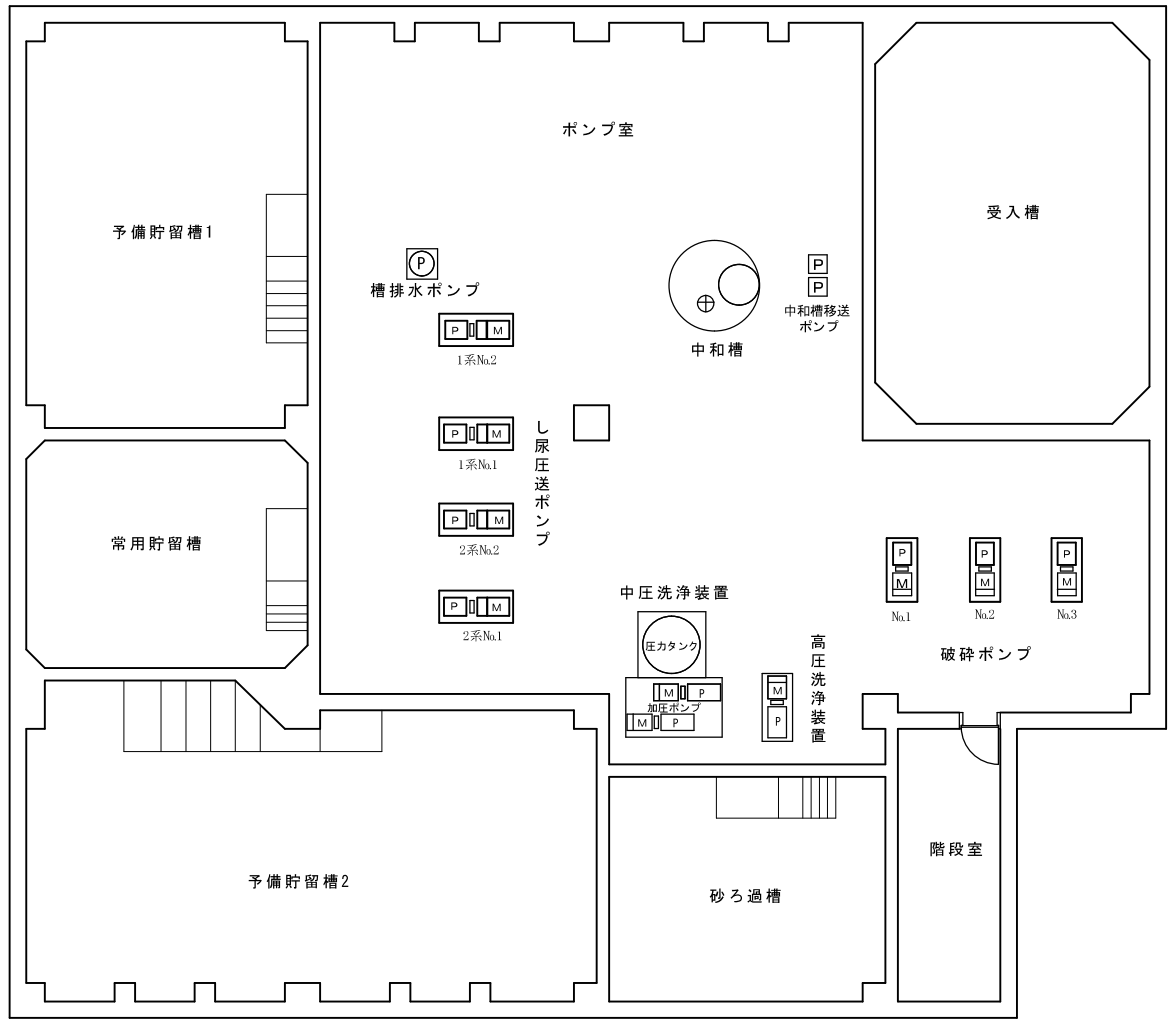 ポンプ室
受入槽
予備貯留槽1
P
槽排水ポンプ
P
P
中和槽移送
ポンプ
中和槽
P M
1系No.2
P M
1系No.1
し尿圧送ポンプ
P M
2系No.2
P M
2系No.1
常用貯留槽
中圧洗浄装置
圧力タンク
M P
加圧ポンプ
M P
高圧洗浄装置
M
P
P
M
No.1
P
M
No.2
P
M
No.3
破砕ポンプ
階段室
予備貯留槽2
砂ろ過槽